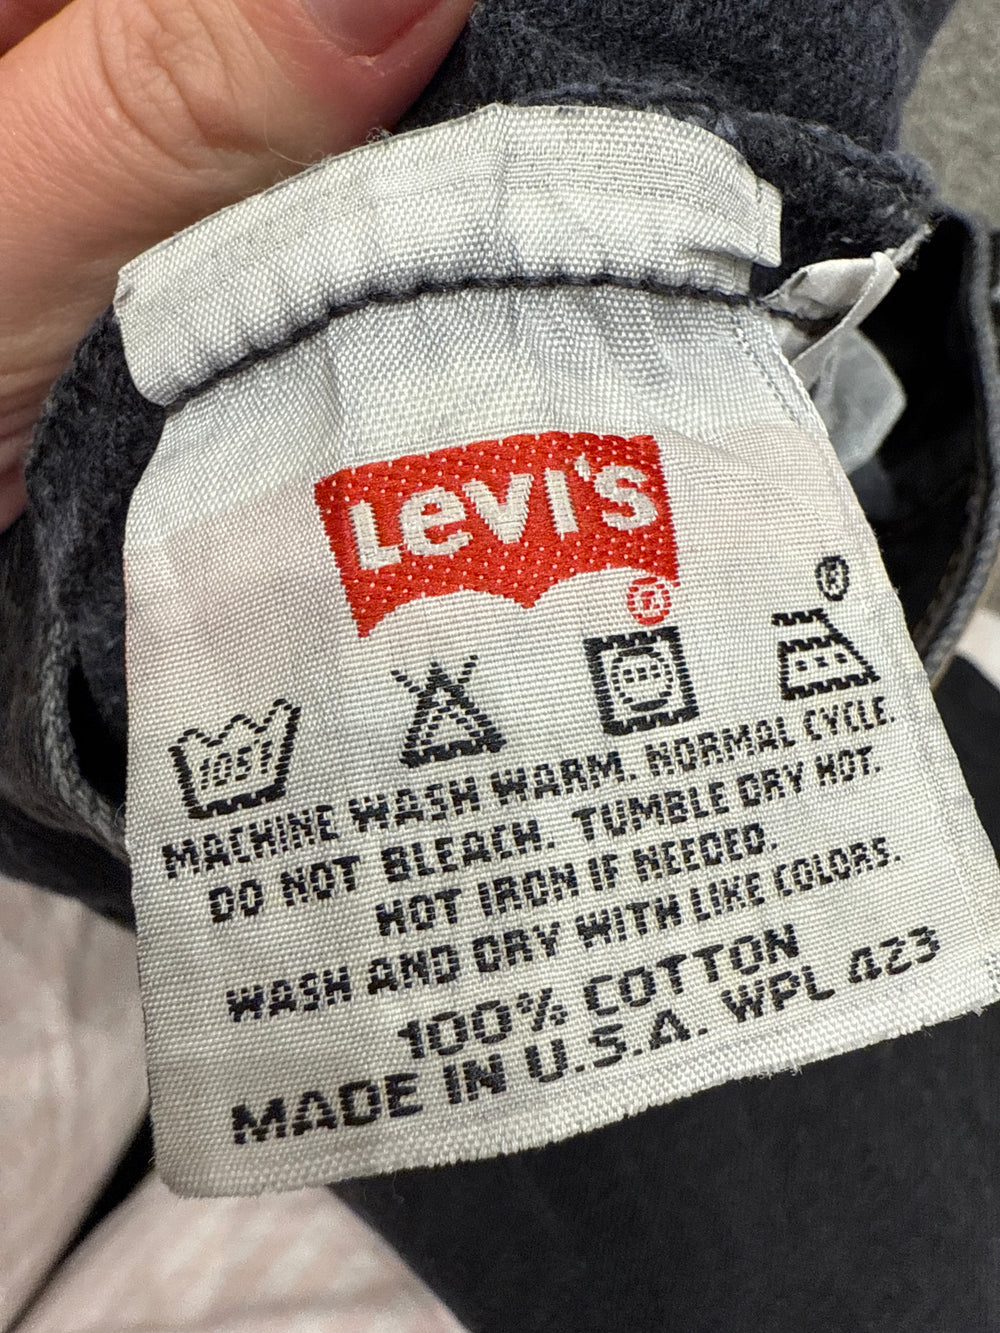 Levi's
®
®
105F
MACHINE WASH WARM. NORMAL CYCLE.
DO NOT BLEACH. TUMBLE DRY HOT.
HOT IRON IF NEEDED.
WASH AND DRY WITH LIKE COLORS.
100% COTTON
MADE IN U.S.A. WPL 423